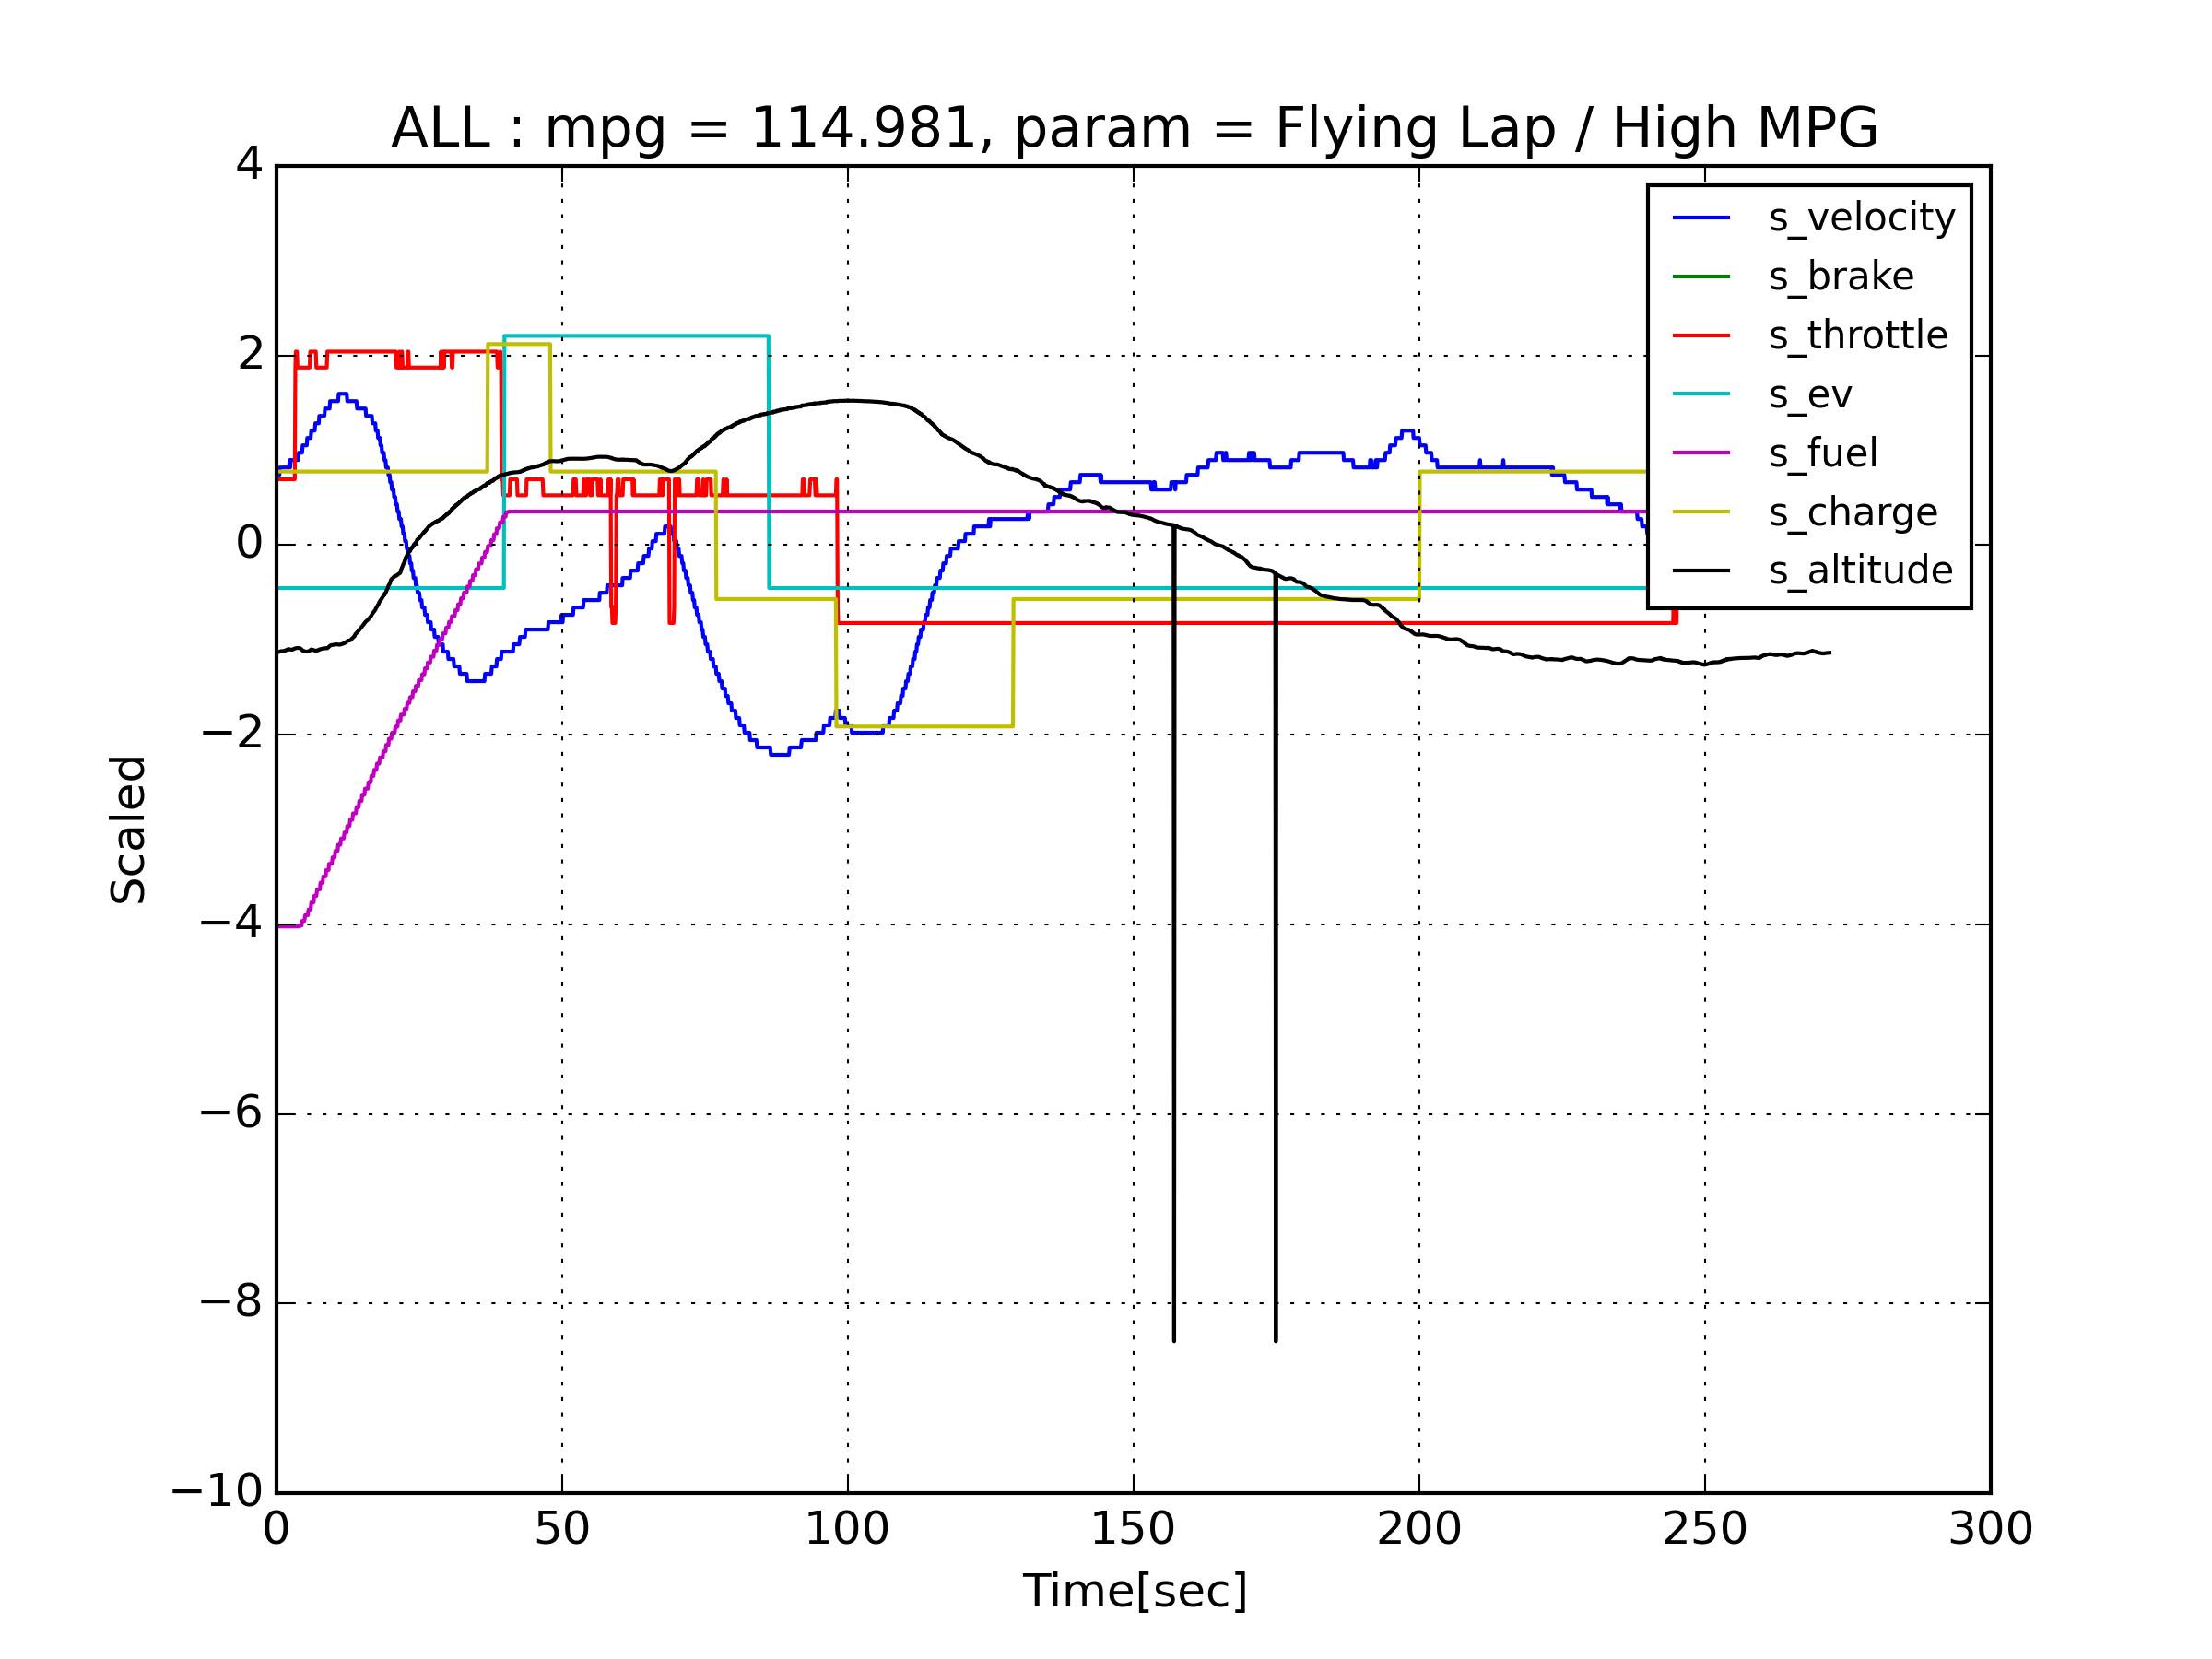 ALL : mpg = 114.981, param = Flying Lap / High MPG
4
2
0
−2
−4
−6
−8
−10
Scaled
0 50 100 150 200 250 300
Time[sec]
s_velocity
s_brake
s_throttle
s_ev
s_fuel
s_charge
s_altitude